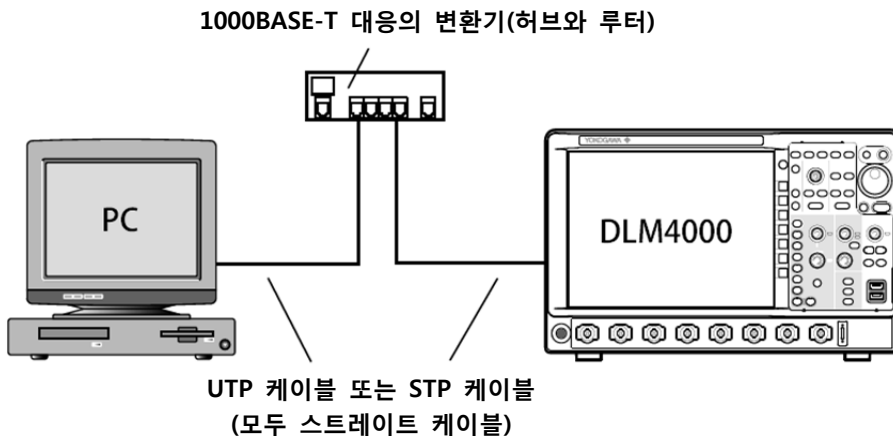 1000BASE-T 대응의 변환기(허브와 루터)
YOKOGAWA
PC
DLM4000
UTP 케이블 또는 STP 케이블
(모두 스트레이트 케이블)